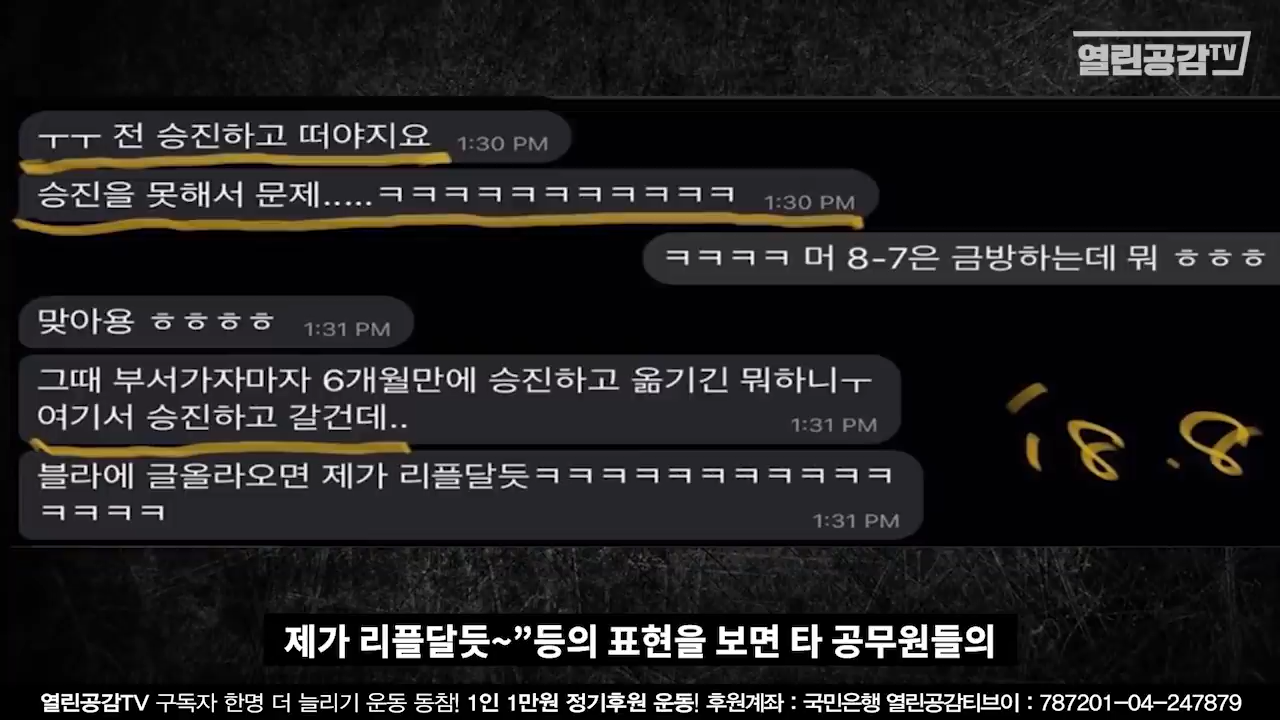 열린공감TV
ㅜㅜ 전 승진하고 떠야지요 1:30 PM
승진을 못해서 문제.....ㅋㅋㅋㅋㅋㅋㅋㅋㅋㅋㅋ 1:30 PM
ㅋㅋㅋㅋ 머 8-7은 금방하는데 뭐 ㅎㅎㅎ
맞아용 ㅎㅎㅎㅎ 1:31 PM
그때 부서가자마자 6개월만에 승진하고 옮기긴 뭐하니ㅜ
여기서 승진하고 갈건데.. 1:31 PM
'18.8
블라에 글올라오면 제가 리플달듯ㅋㅋㅋㅋㅋㅋㅋㅋㅋㅋㅋ
ㅋㅋㅋㅋ 1:31 PM
제가 리플달듯~”등의 표현을 보면 타 공무원들의
열린공감TV 구독자 한명 더 늘리기 운동 동참! 1인 1만원 정기후원 운동! 후원계좌 : 국민은행 열린공감티브이 : 787201-04-247879